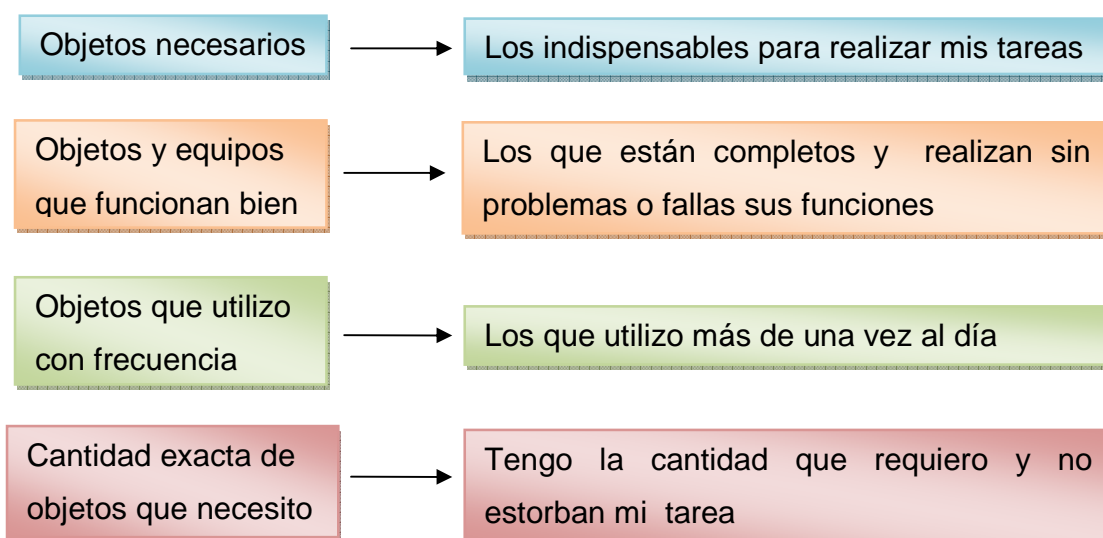 Objetos necesarios
Los indispensables para realizar mis tareas
Objetos y equipos
que funcionan bien
Los que están completos y realizan sin
problemas o fallas sus funciones
Objetos que utilizo
con frecuencia
Los que utilizo más de una vez al día
Cantidad exacta de
objetos que necesito
Tengo la cantidad que requiero y no
estorban mi tarea